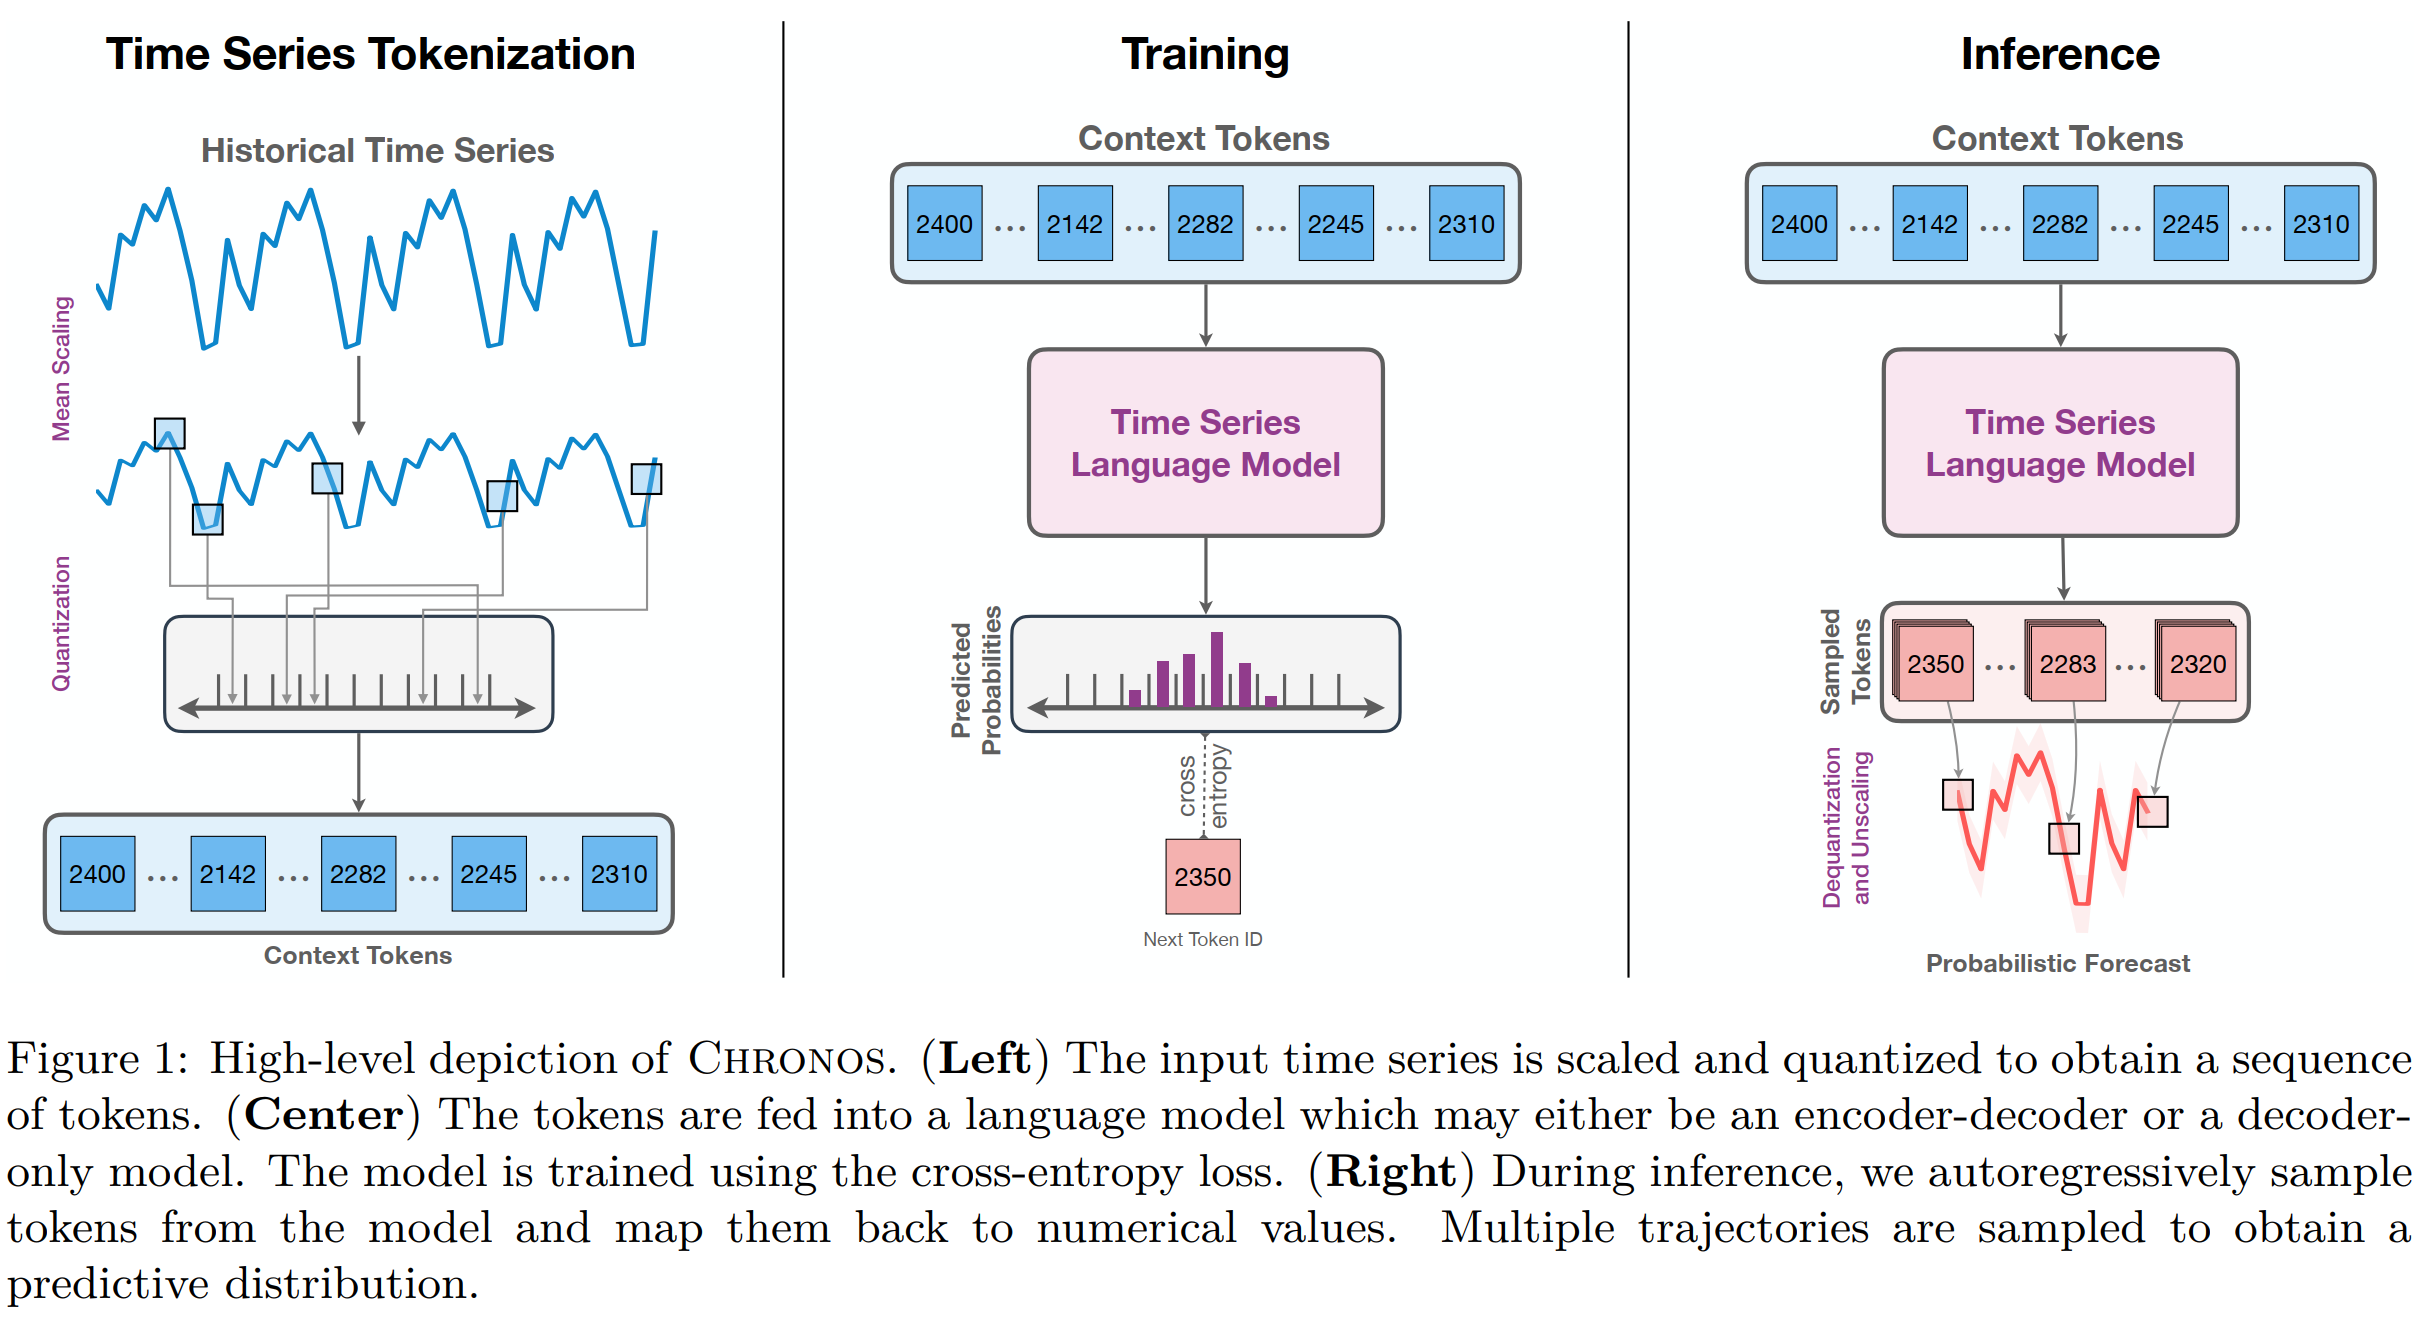 Time Series Tokenization
Historical Time Series
Mean Scaling
Quantization
2400 ... 2142 ... 2282 ... 2245 ... 2310
Context Tokens
Training
Context Tokens
2400 ... 2142 ... 2282 ... 2245 ... 2310
Time Series
Language Model
Predicted
Probabilities
cross
entropy
2350
Next Token ID
Inference
Context Tokens
2400 ... 2142 ... 2282 ... 2245 ... 2310
Time Series
Language Model
Sampled
Tokens
2350 ... 2283 ... 2320
Dequantization
and Unscaling
Probabilistic Forecast
Figure 1: High-level depiction of CHRONOS. (Left) The input time series is scaled and quantized to obtain a sequence
of tokens. (Center) The tokens are fed into a language model which may either be an encoder-decoder or a decoder-
only model. The model is trained using the cross-entropy loss. (Right) During inference, we autoregressively sample
tokens from the model and map them back to numerical values. Multiple trajectories are sampled to obtain a
predictive distribution.